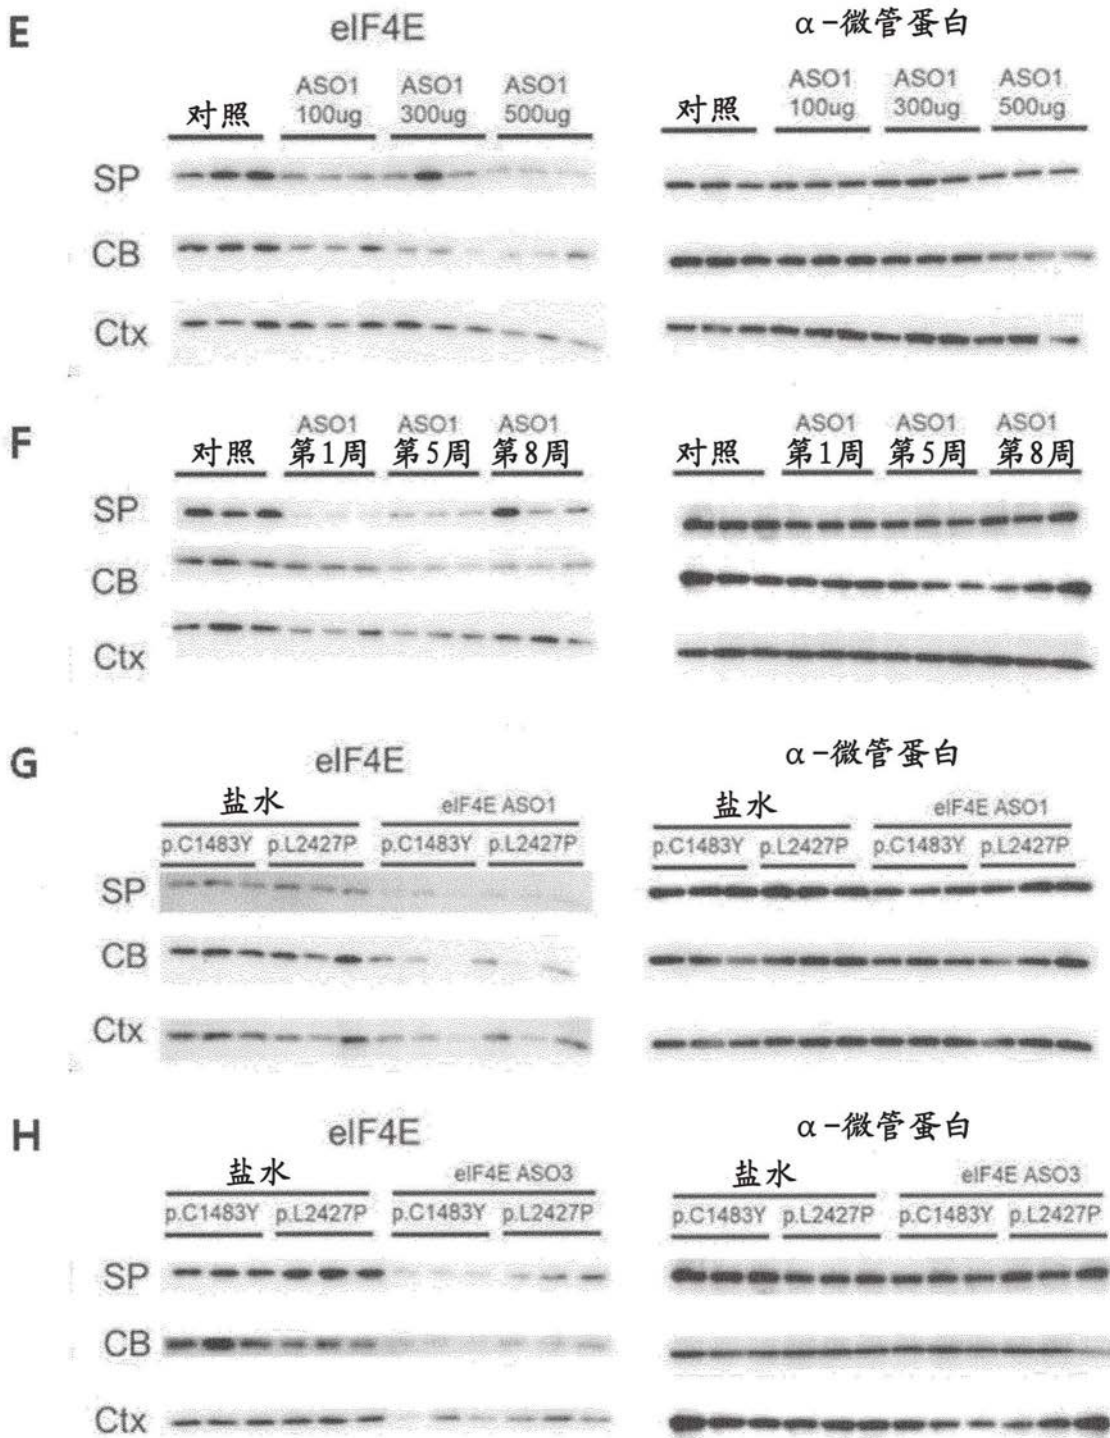 E
eIF4E α-微管蛋白
对照 ASO1 100ug ASO1 300ug ASO1 500ug 对照 ASO1 100ug ASO1 300ug ASO1 500ug
SP
CB
Ctx
F
对照 ASO1 第1周 ASO1 第5周 ASO1 第8周 对照 ASO1 第1周 ASO1 第5周 ASO1 第8周
SP
CB
Ctx
G
eIF4E α-微管蛋白
盐水 eIF4E ASO1 盐水 eIF4E ASO1
p.C1483Y p.L2427P p.C1483Y p.L2427P p.C1483Y p.L2427P p.C1483Y p.L2427P
SP
CB
Ctx
H
eIF4E α-微管蛋白
盐水 eIF4E ASO3 盐水 eIF4E ASO3
p.C1483Y p.L2427P p.C1483Y p.L2427P p.C1483Y p.L2427P p.C1483Y p.L2427P
SP
CB
Ctx